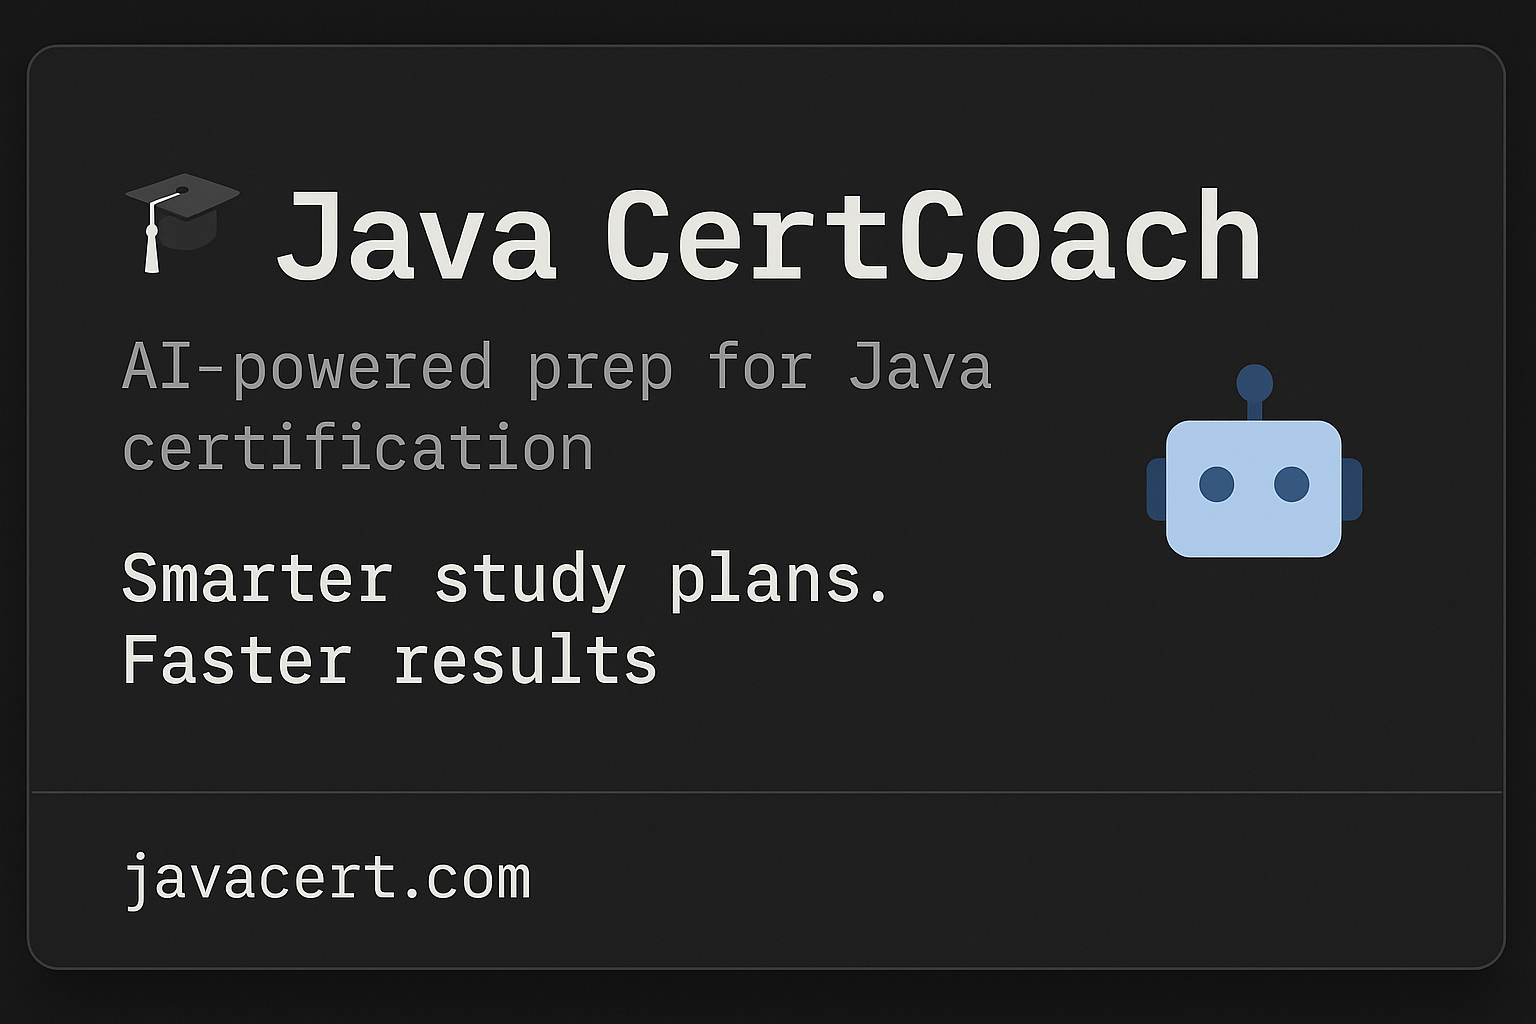 Java CertCoach
AI-powered prep for Java
certification
Smarter study plans.
Faster results
javacert.com